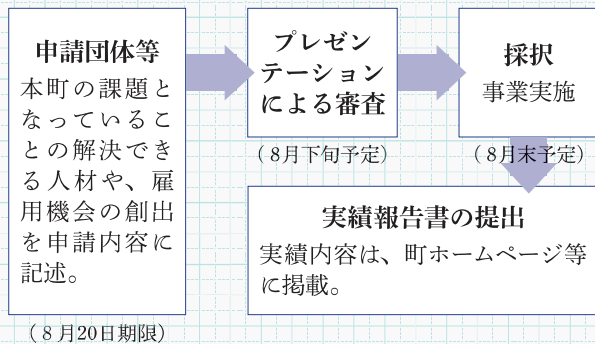 申請団体等
本町の課題と
なっているこ
との解決でき
る人材や、雇
用機会の創出
を申請内容に
記述。
（８月20日期限）
プレゼン
テーション
による審査
（ 8月下旬予定）
採択
事業実施
（ 8月末予定）
実績報告書の提出
実績内容は、町ホームページ等
に掲載。